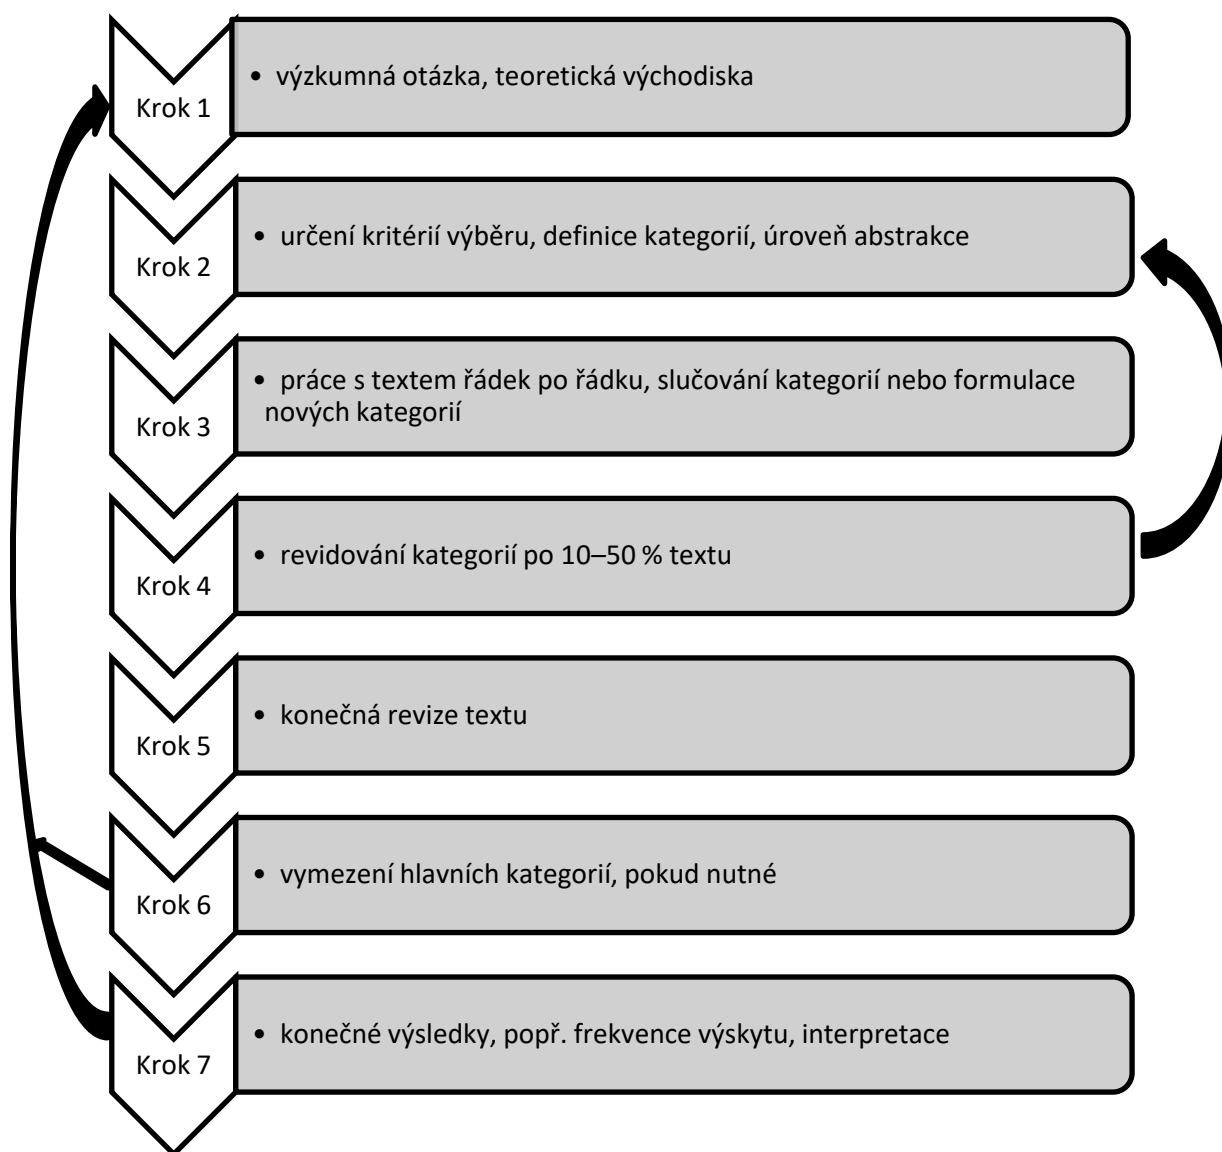 Krok 1
• výzkumná otázka, teoretická východiska
Krok 2
• určení kritérií výběru, definice kategorií, úroveň abstrakce
Krok 3
• práce s textem řádek po řádku, slučování kategorií nebo formulace
nových kategorií
Krok 4
• revidování kategorií po 10–50 % textu
Krok 5
• konečná revize textu
Krok 6
• vymezení hlavních kategorií, pokud nutné
Krok 7
• konečné výsledky, popř. frekvence výskytu, interpretace